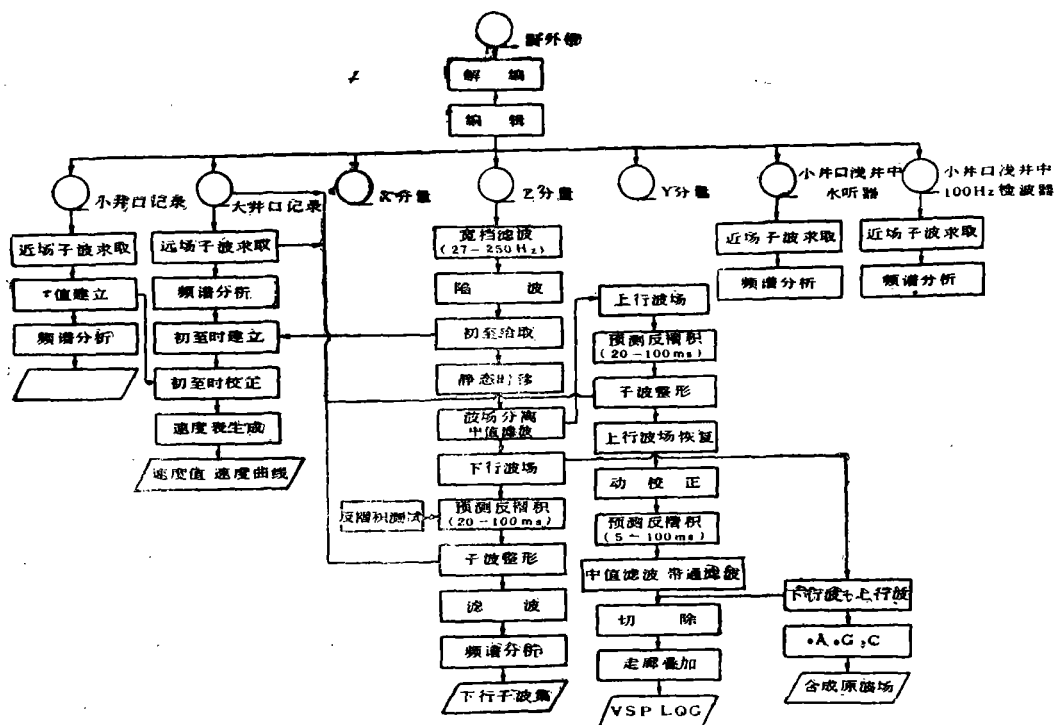 野外带
解 编
编 辑
小井口记录
大井口记录
X分量
Z分量
Y分量
小井口浅井中
水听器
小井口浅井中
100Hz检波器
近场子波求取
τ值建立
频谱分析
远场子波求取
频谱分析
初至时建立
初至时校正
速度表生成
速度值 速度曲线
宽档滤波
(27-250Hz)
陷 波
初至拾取
静态时移
波场分离
中值滤波
下行波场
反褶积测试
预测反褶积
(20-100ms)
子波整形
滤 波
频谱分析
下行子波集
上行波场
预测反褶积
(20-100ms)
子波整形
上行波场恢复
动 校 正
预测反褶积
(5-100ms)
中值滤波 带通滤波
切 除
走廊叠加
VSP LOG
近场子波求取
频谱分析
近场子波求取
频谱分析
下行波+上行波
A.G.C
合成原波场